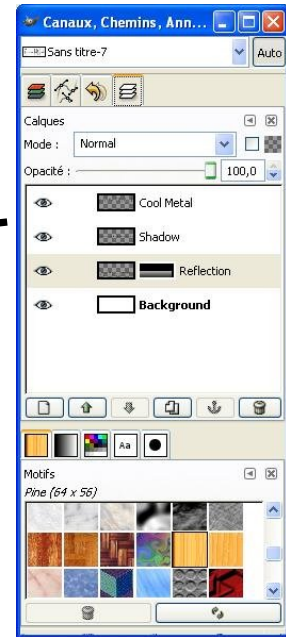 Canaux, Chemins, Ann...
Sans titre-7
Auto
Calques
Mode : Normal
Opacité : 100,0
Cool Metal
Shadow
Reflection
Background
Aa
Motifs
Pine (64 x 56)